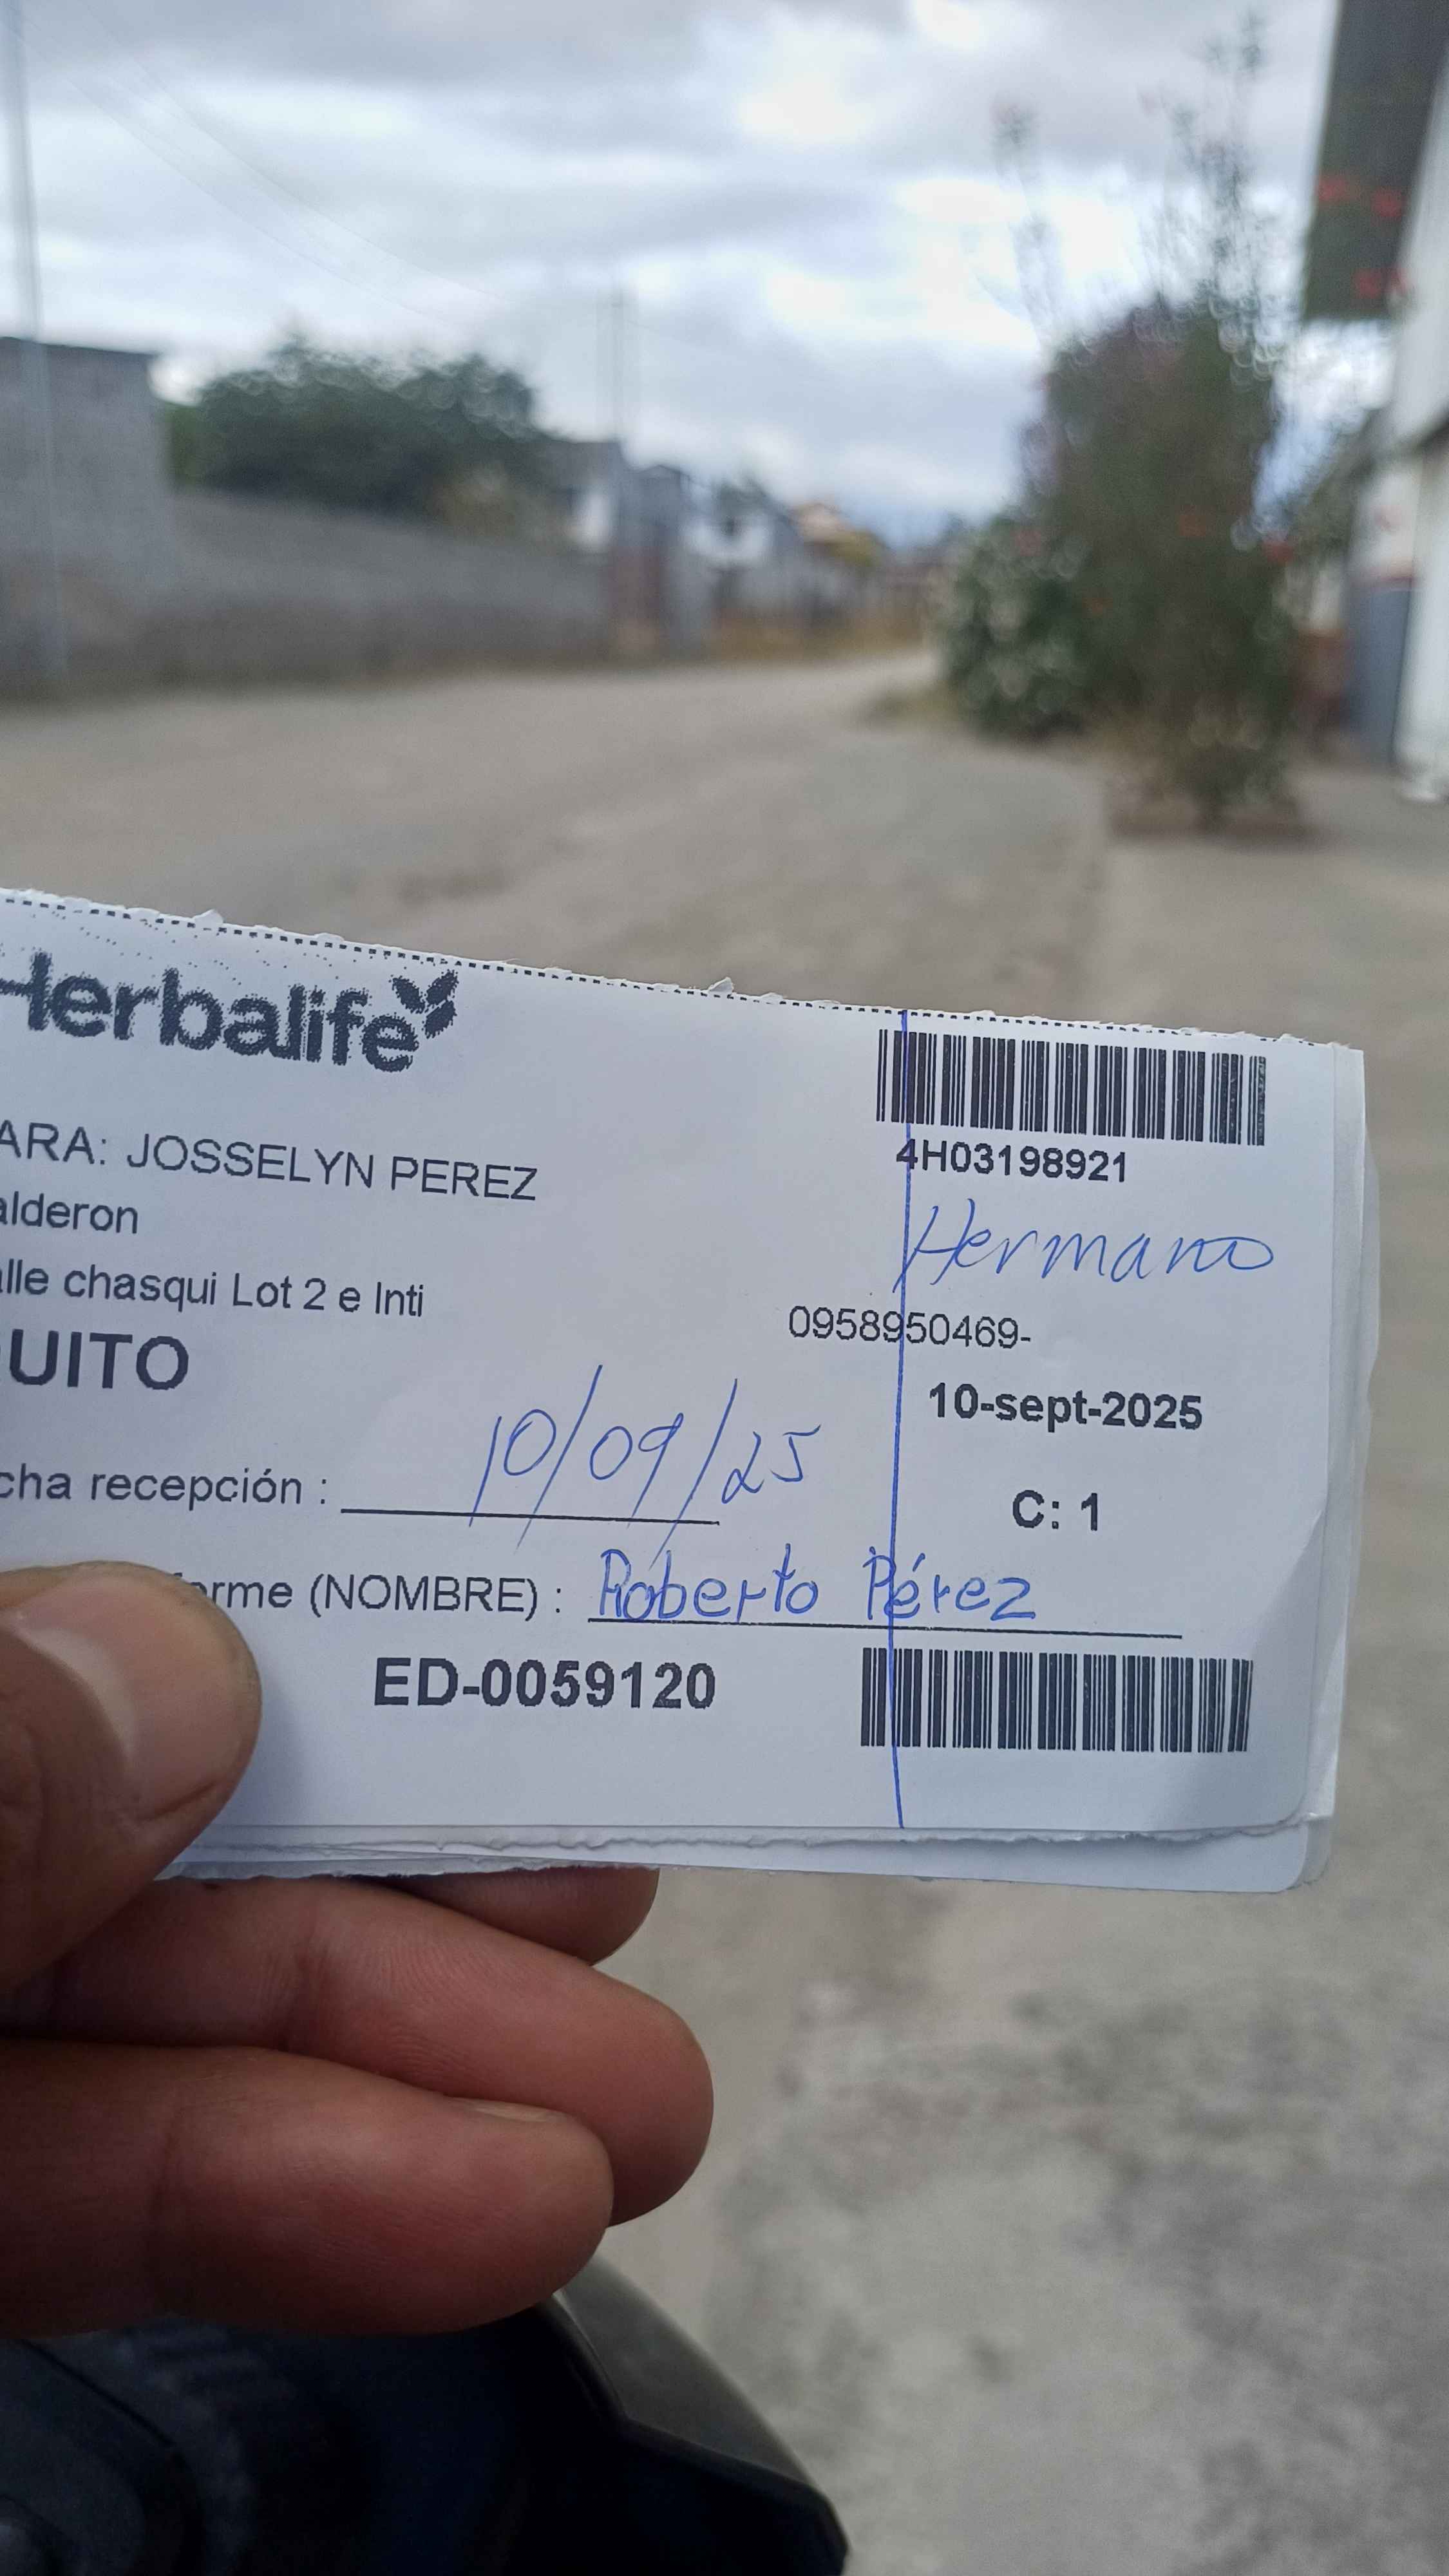 Herbalife
ARA: JOSSELYN PEREZ
4H03198921
alderon
Hermano
alle chasqui Lot 2 e Inti
0958950469-
UITO
10-sept-2025
cha recepción : 10/09/25
C: 1
rme (NOMBRE) : Roberto Pérez
ED-0059120